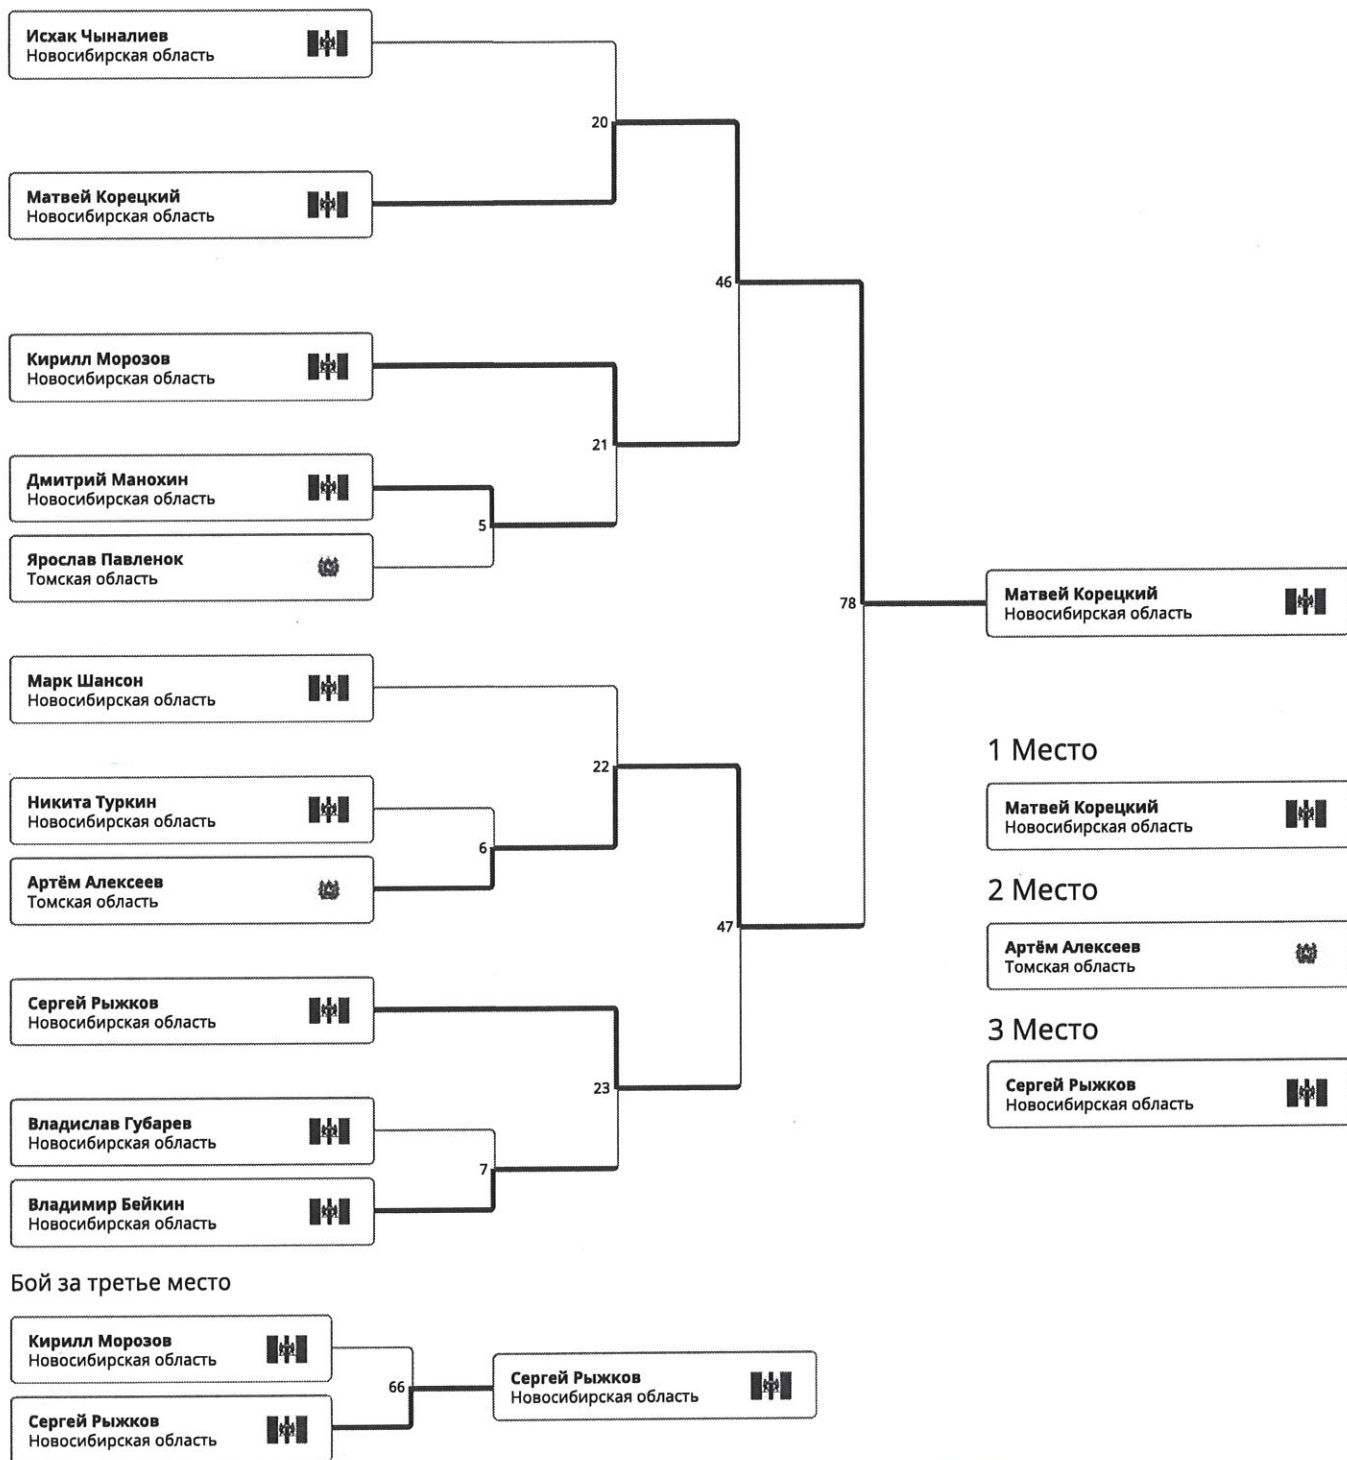 Исхак Чыналиев
Новосибирская область
20
Матвей Корецкий
Новосибирская область
46
Кирилл Морозов
Новосибирская область
21
Дмитрий Манохин
Новосибирская область
5
Ярослав Павленок
Томская область
78
Матвей Корецкий
Новосибирская область
Марк Шансон
Новосибирская область
22
Никита Туркин
Новосибирская область
6
Артём Алексеев
Томская область
47
Сергей Рыжков
Новосибирская область
23
Владислав Губарев
Новосибирская область
7
Владимир Бейкин
Новосибирская область
1 Место
Матвей Корецкий
Новосибирская область
2 Место
Артём Алексеев
Томская область
3 Место
Сергей Рыжков
Новосибирская область
Бой за третье место
Кирилл Морозов
Новосибирская область
66
Сергей Рыжков
Новосибирская область
Сергей Рыжков
Новосибирская область